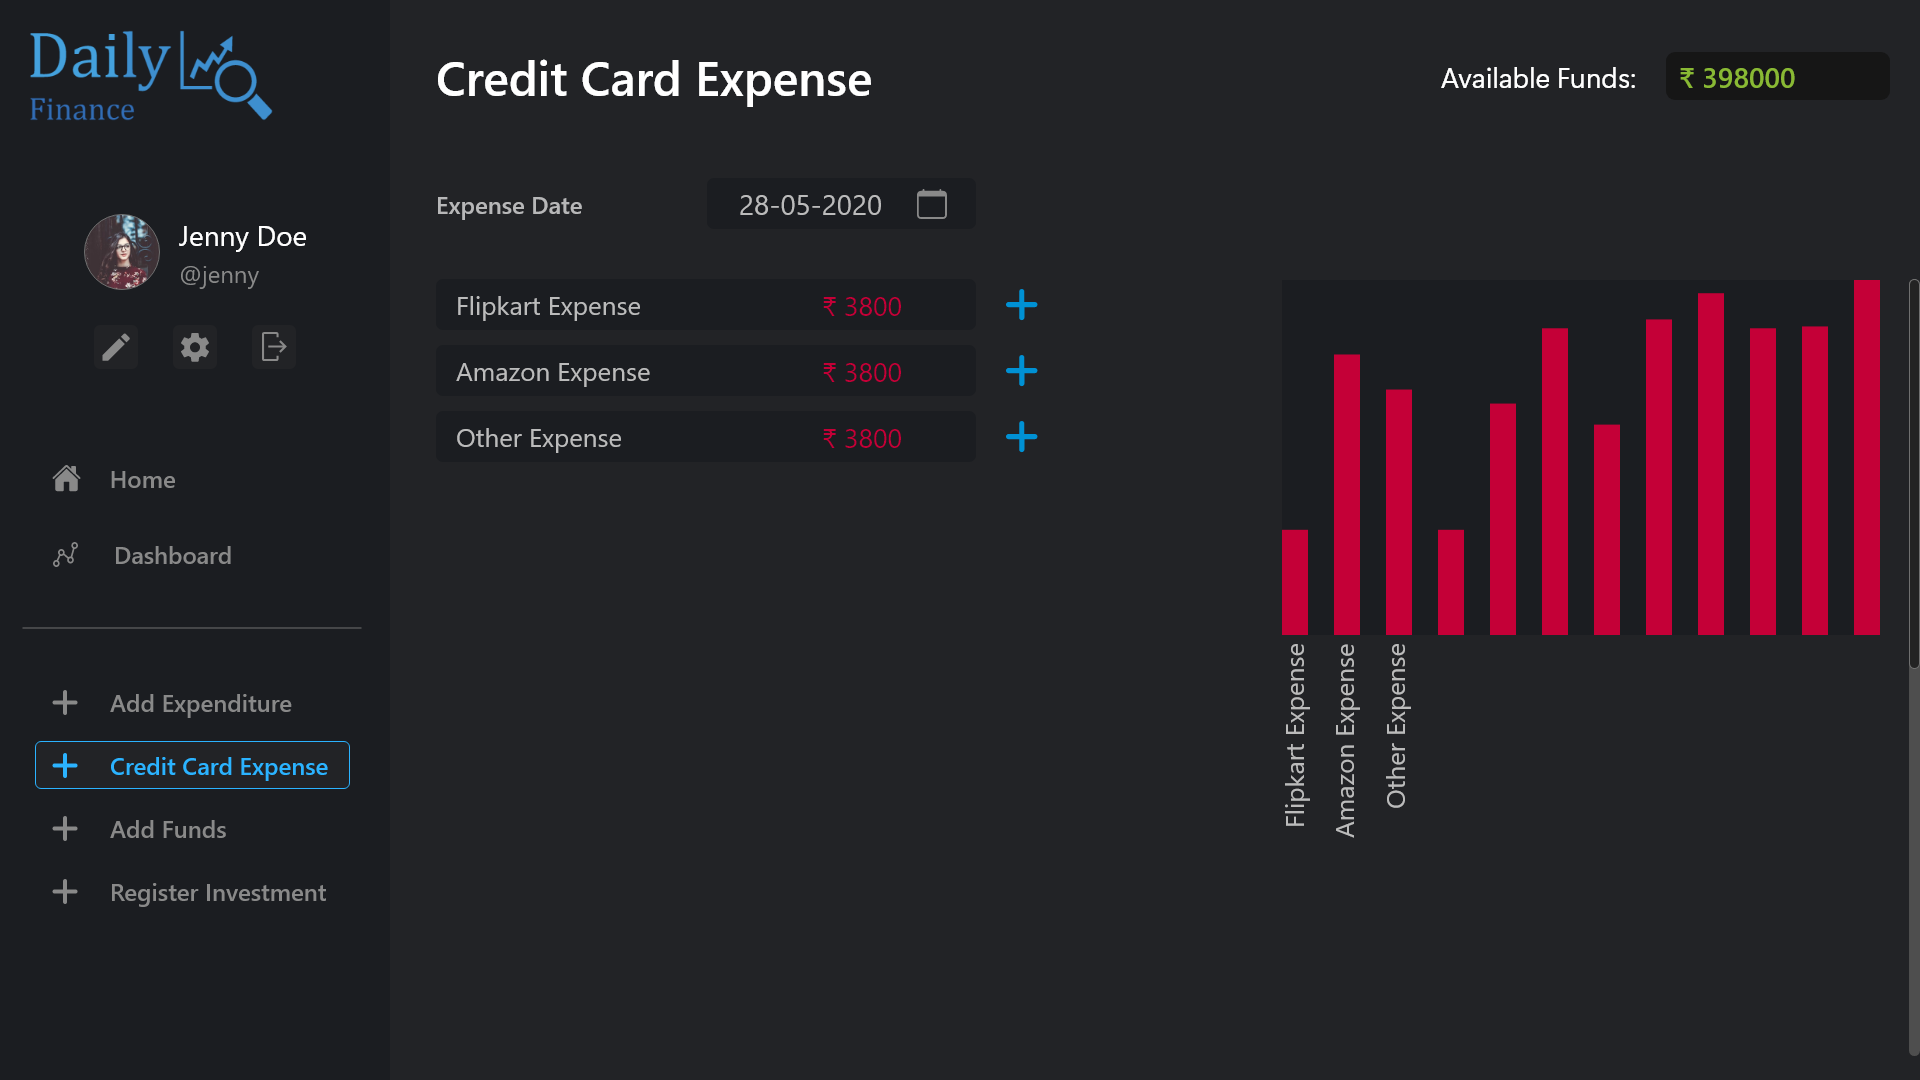 Daily
Finance
Jenny Doe
@jenny
Home
Dashboard
Add Expenditure
Credit Card Expense
Add Funds
Register Investment
Credit Card Expense
Available Funds: ₹ 398000
Expense Date 28-05-2020
Flipkart Expense ₹ 3800
Amazon Expense ₹ 3800
Other Expense ₹ 3800
Flipkart Expense
Amazon Expense
Other Expense